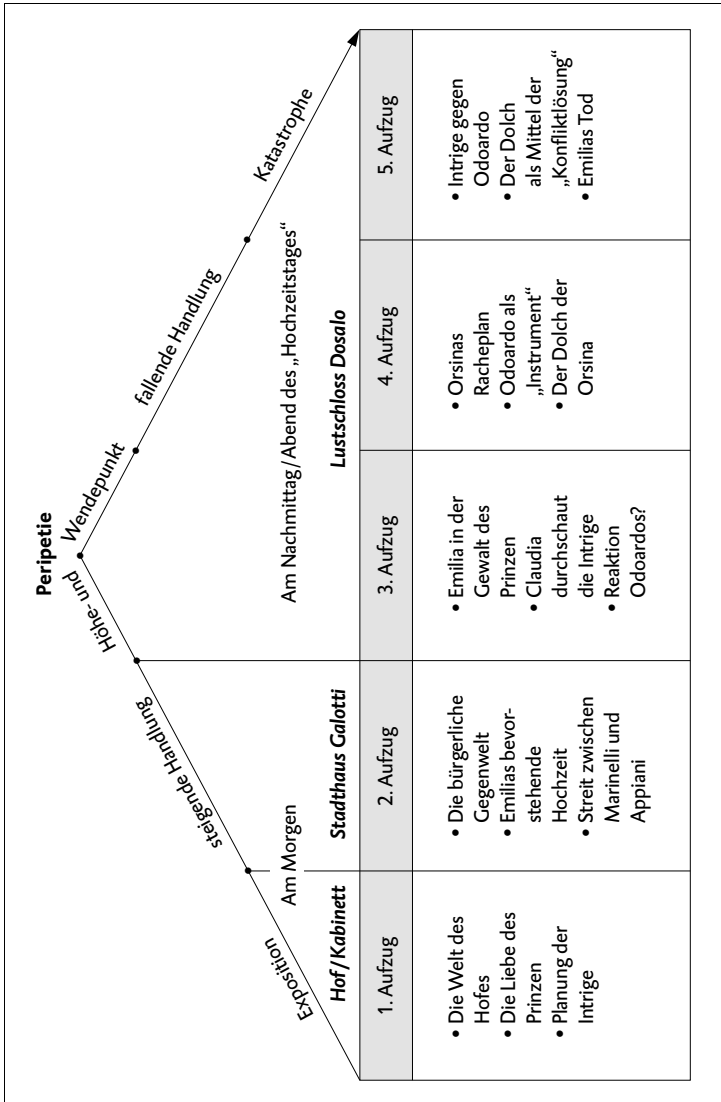 Peripetie
Höhe- und
Wendepunkt
steigende Handlung
fallende Handlung
Exposition
Katastrophe
Am Morgen
Am Nachmittag/Abend des „Hochzeitstages“
Hof/Kabinett
Stadthaus Galotti
Lustschloss Dosalo
1. Aufzug
2. Aufzug
3. Aufzug
4. Aufzug
5. Aufzug
• Die Welt des
Hofes
• Die Liebe des
Prinzen
• Planung der
Intrige
• Die bürgerliche
Gegenwelt
• Emilias bevor-
stehende
Hochzeit
• Streit zwischen
Marinelli und
Appiani
• Emilia in der
Gewalt des
Prinzen
• Claudia
durchschaut
die Intrige
• Reaktion
Odoardos?
• Orsinas
Racheplan
• Odoardo als
„Instrument“
• Der Dolch der
Orsina
• Intrige gegen
Odoardo
• Der Dolch
als Mittel der
„Konfliktlösung“
• Emilias Tod